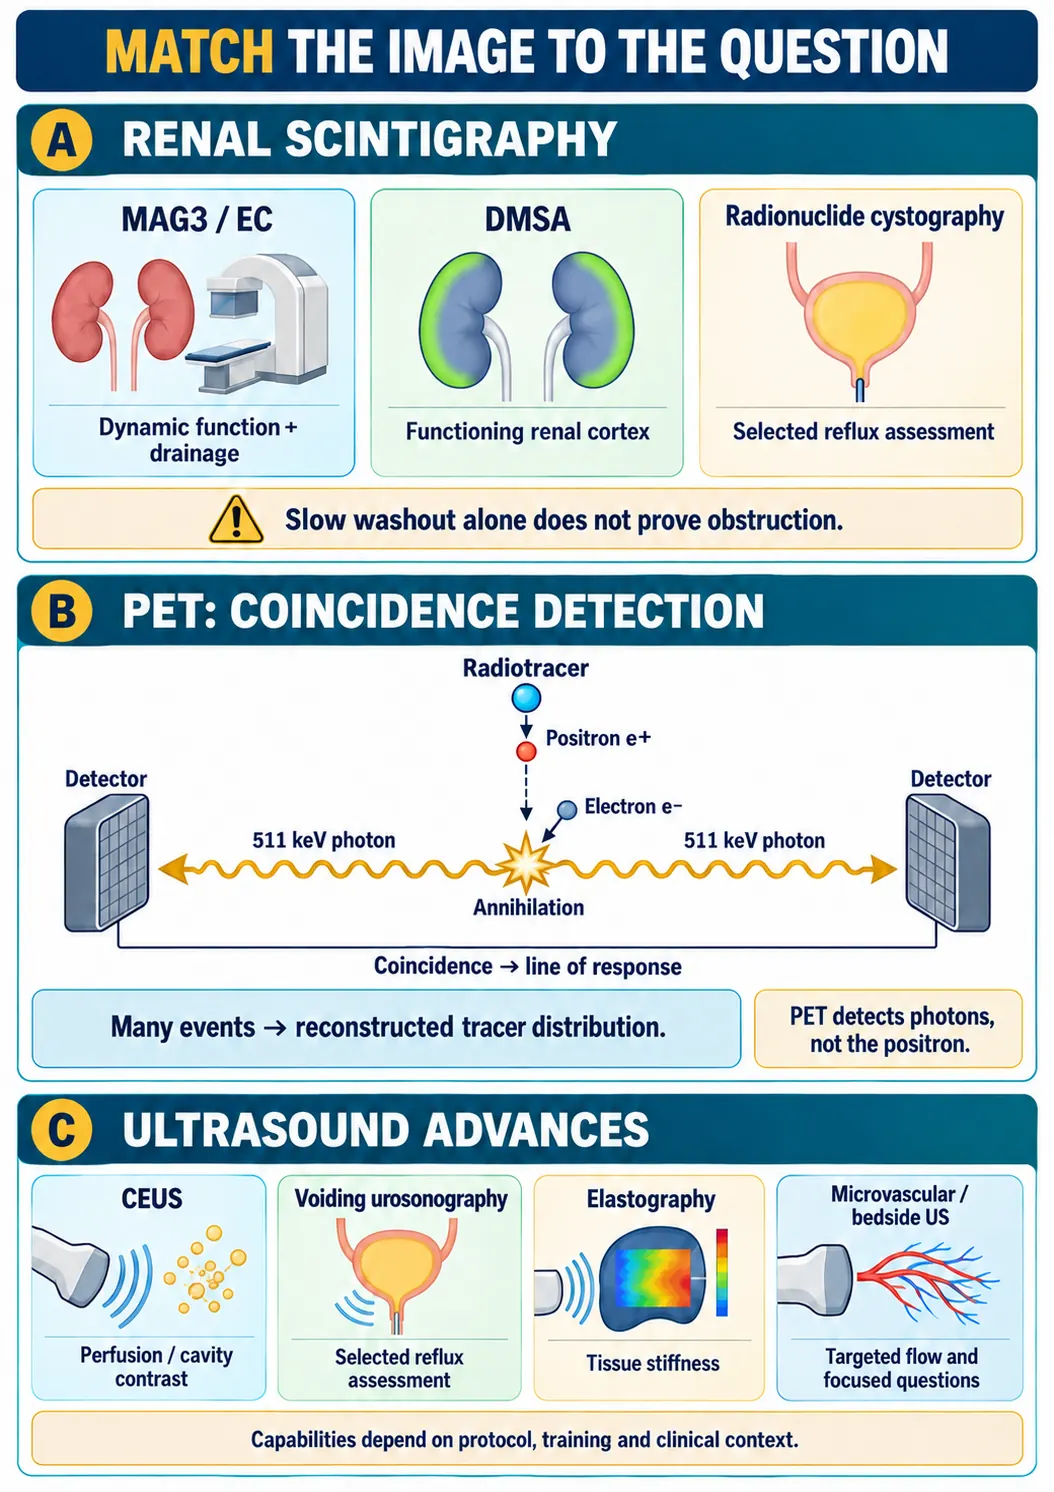 MATCH THE IMAGE TO THE QUESTION
A RENAL SCINTIGRAPHY
MAG3 / EC
Dynamic function +
drainage
DMSA
Functioning renal cortex
Radionuclide cystography
Selected reflux assessment
Slow washout alone does not prove obstruction.
B PET: COINCIDENCE DETECTION
Radiotracer
Positron e+
Electron e−
Detector
Detector
511 keV photon
511 keV photon
Annihilation
Coincidence → line of response
Many events → reconstructed tracer distribution.
PET detects photons,
not the positron.
C ULTRASOUND ADVANCES
CEUS
Perfusion / cavity
contrast
Voiding urosonography
Selected reflux
assessment
Elastography
Tissue stiffness
Microvascular /
bedside US
Targeted flow and
focused questions
Capabilities depend on protocol, training and clinical context.